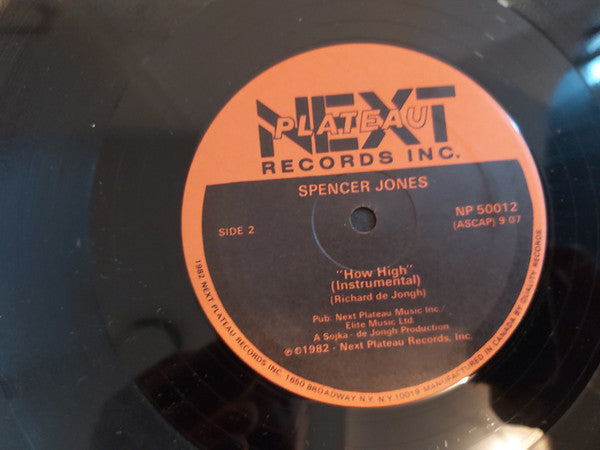 NEXT
PLATEAU
RECORDS INC.
SPENCER JONES
SIDE 2
NP 50012
(ASCAP) 9:07
"How High"
(Instrumental)
(Richard de Jongh)
Pub: Next Plateau Music Inc./
Elite Music Ltd.
A Sojka - de Jongh Production
℗©1982 - Next Plateau Records, Inc.
1982 NEXT PLATEAU RECORDS INC. 1650 BROADWAY N.Y. N.Y. 10019 MANUFACTURED IN CANADA BY QUALITY RECORDS